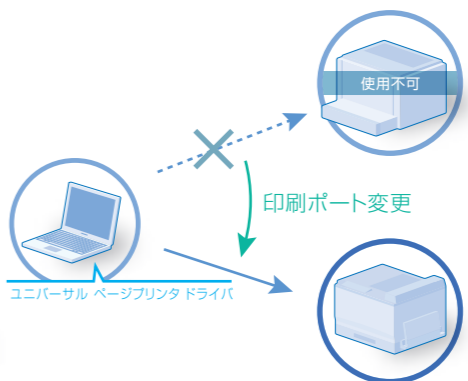 使用不可
印刷ポート変更
ユニバーサル ページプリンタ ドライバ